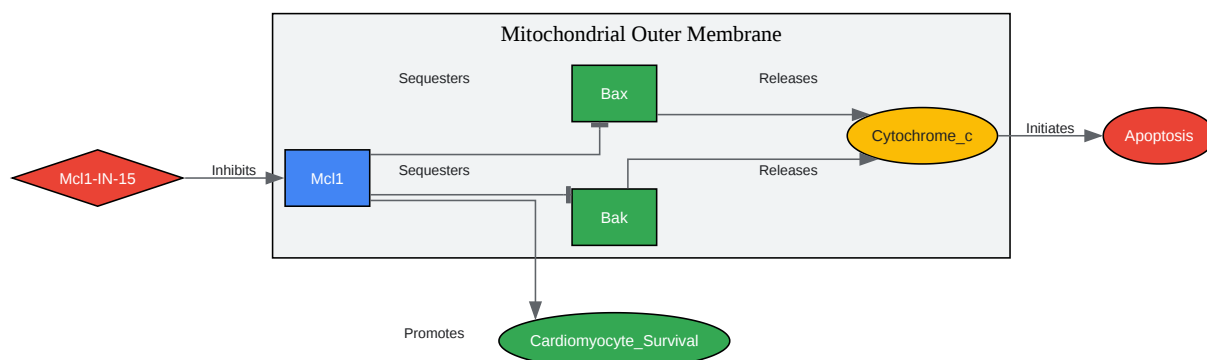 Mitochondrial Outer Membrane
Sequesters
Bax
Releases
Cytochrome_c
Initiates
Apoptosis
Mcl1-IN-15
Inhibits
Mcl1
Sequesters
Releases
Bak
Promotes
Cardiomyocyte_Survival